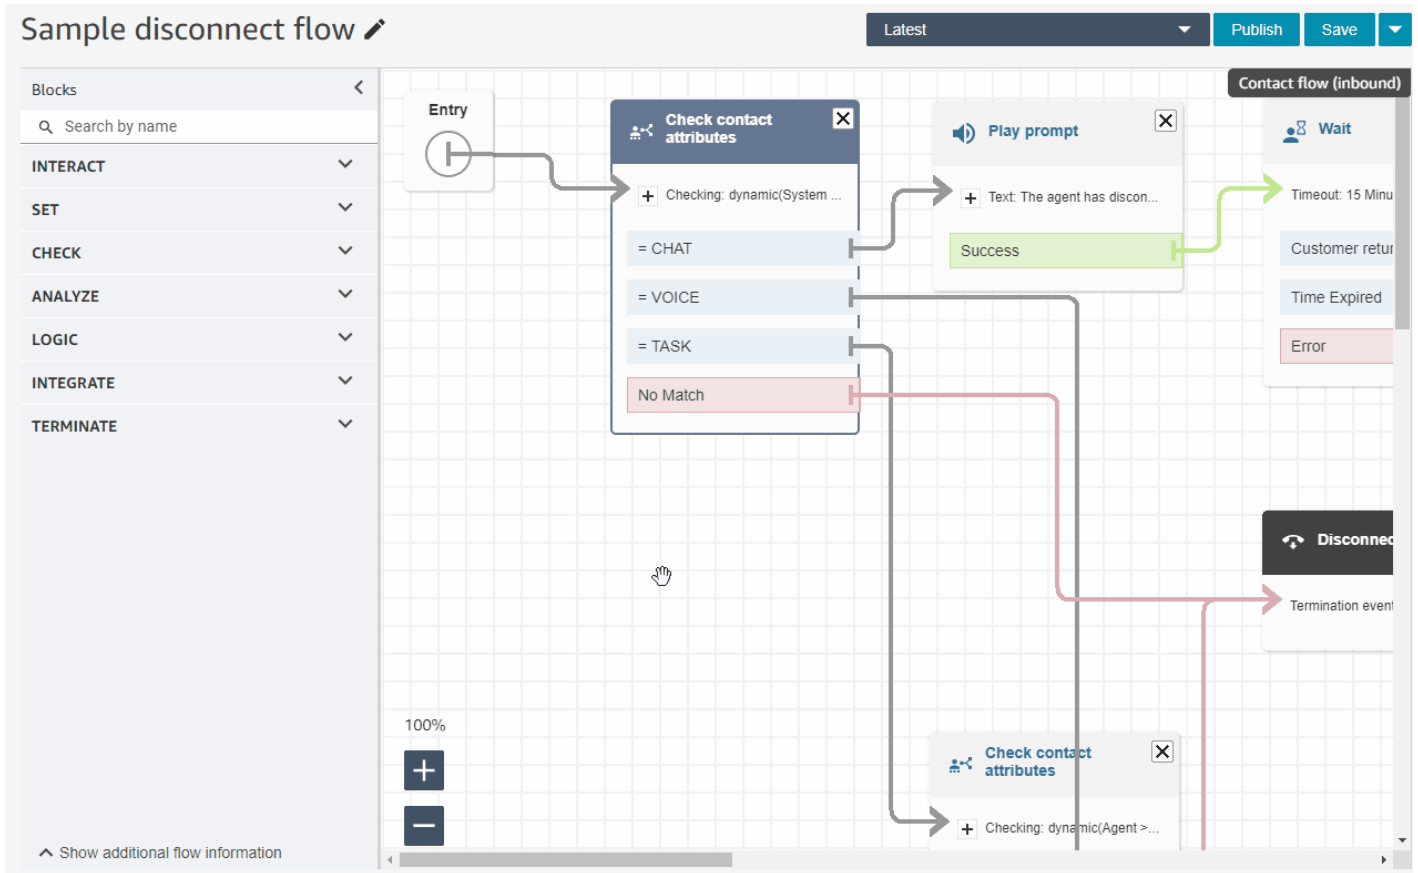 Sample disconnect flow
Latest
Publish
Save
Contact flow (inbound)
Blocks
Search by name
INTERACT
SET
CHECK
ANALYZE
LOGIC
INTEGRATE
TERMINATE
Show additional flow information
Entry
Check contact
attributes
Checking: dynamic(System ...
= CHAT
= VOICE
= TASK
No Match
Play prompt
Text: The agent has discon...
Success
Wait
Timeout: 15 Minu
Customer retur
Time Expired
Error
Disconnec
Termination event
100%
Check contact
attributes
Checking: dynamic(Agent >...